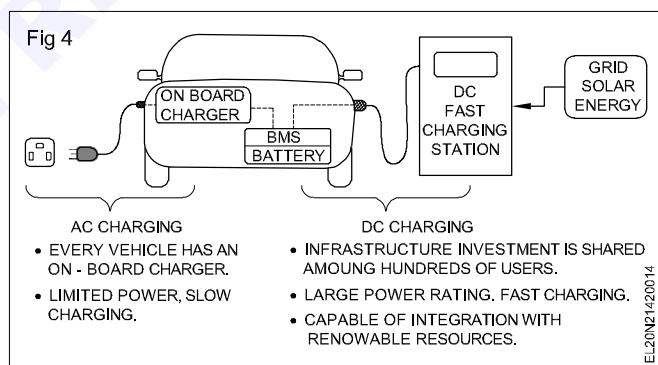 Fig 4
ON BOARD
CHARGER
BMS
BATTERY
DC
FAST
CHARGING
STATION
GRID
SOLAR
ENERGY
AC CHARGING
• EVERY VEHICLE HAS AN
ON - BOARD CHARGER.
• LIMITED POWER, SLOW
CHARGING.
DC CHARGING
• INFRASTRUCTURE INVESTMENT IS SHARED
AMOUNG HUNDREDS OF USERS.
• LARGE POWER RATING. FAST CHARGING.
• CAPABLE OF INTEGRATION WITH
RENOWABLE RESOURCES.
EL20N21420014